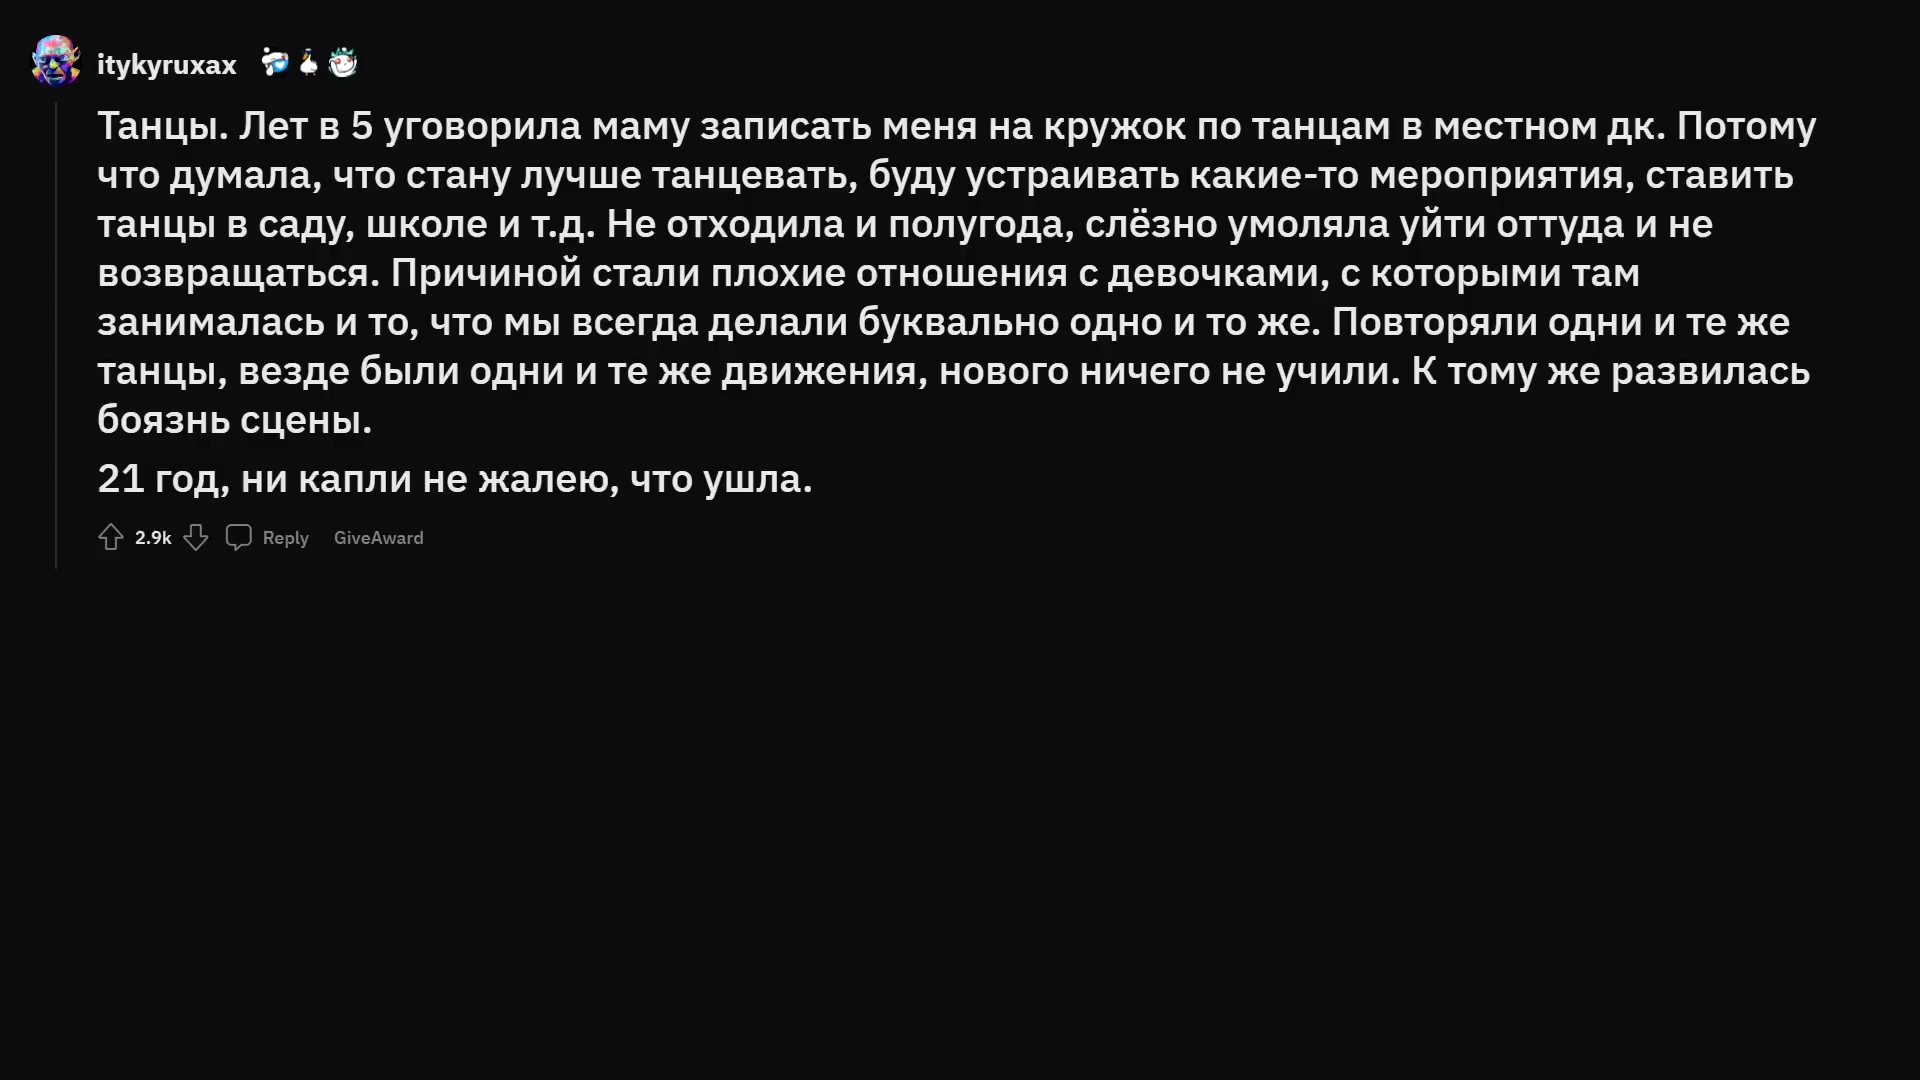 itykyruxax
Танцы. Лет в 5 уговорила маму записать меня на кружок по танцам в местном дк. Потому
что думала, что стану лучше танцевать, буду устраивать какие-то мероприятия, ставить
танцы в саду, школе и т.д. Не отходила и полугода, слёзно умоляла уйти оттуда и не
возвращаться. Причиной стали плохие отношения с девочками, с которыми там
занималась и то, что мы всегда делали буквально одно и то же. Повторяли одни и те же
танцы, везде были одни и те же движения, нового ничего не учили. К тому же развилась
боязнь сцены.
21 год, ни капли не жалею, что ушла.
2.9k Reply GiveAward